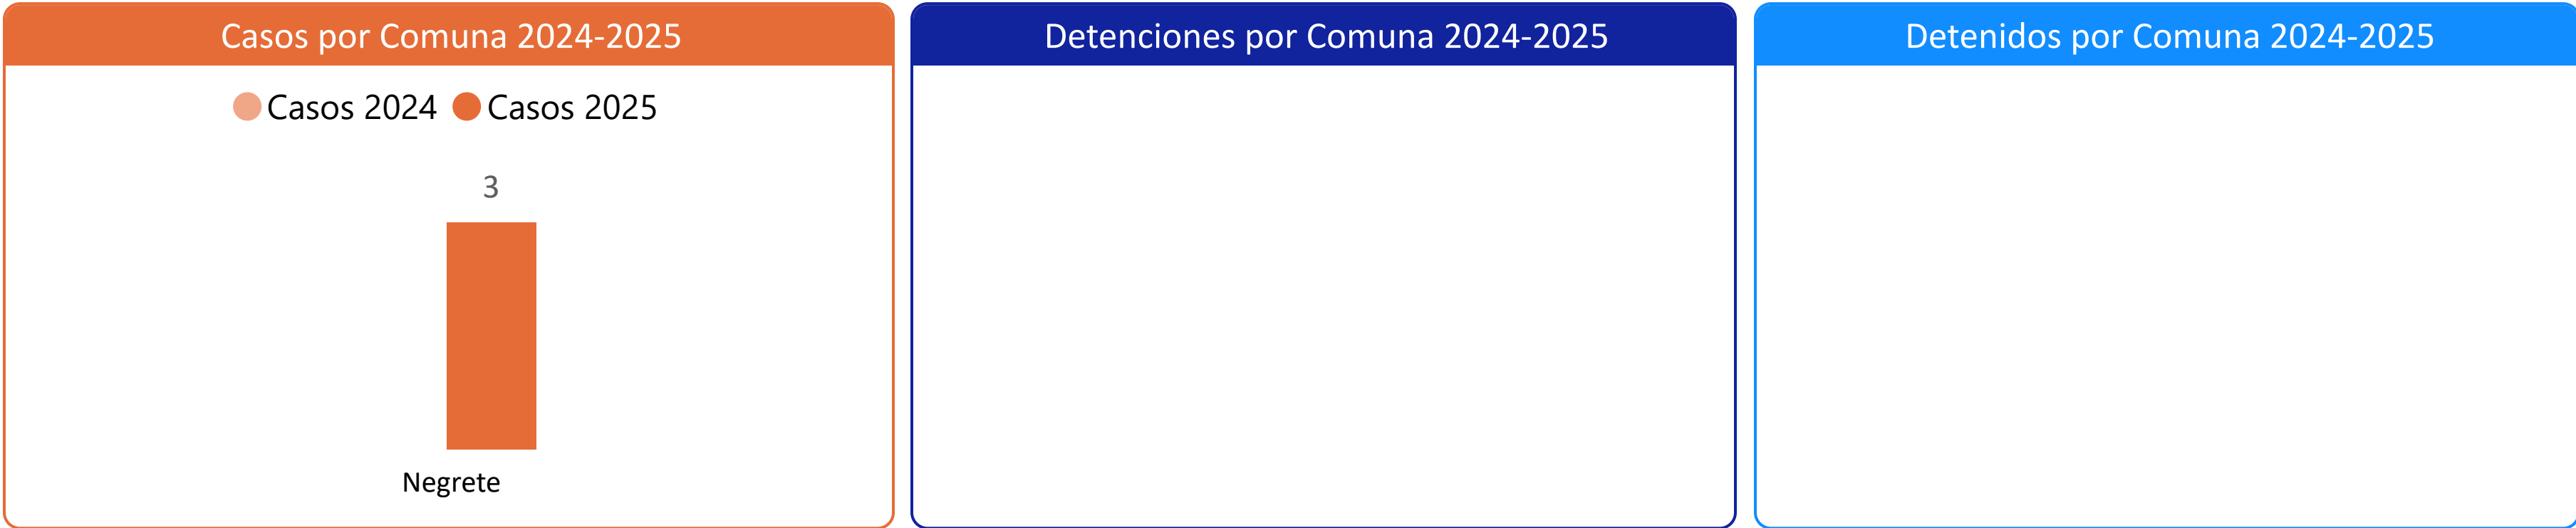 Casos por Comuna 2024-2025
Casos 2024 Casos 2025
3
Negrete
Detenciones por Comuna 2024-2025
Detenidos por Comuna 2024-2025